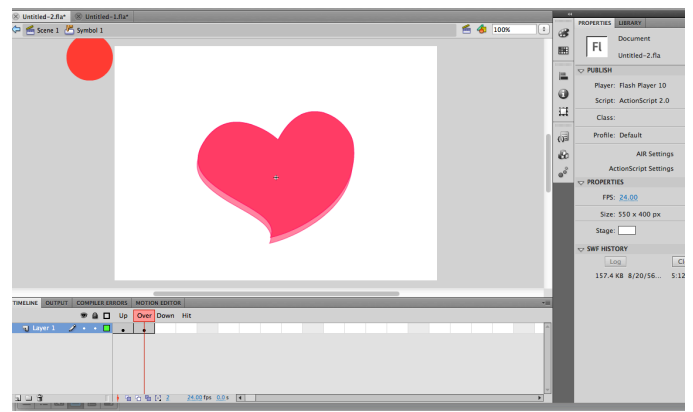 Untitled-2.fla* Untitled-1.fla*
Scene 1 Symbol 1 100%
PROPERTIES LIBRARY
Fl Document
Untitled-2.fla
PUBLISH
Player: Flash Player 10
Script: ActionScript 2.0
Class:
Profile: Default
AIR Settings
ActionScript Settings
PROPERTIES
FPS: 24.00
Size: 550 x 400 px
Stage:
SWF HISTORY
Log Cl
157.4 KB 8/20/56... 5:12
TIMELINE OUTPUT COMPILER ERRORS MOTION EDITOR
Up Over Down Hit
Layer 1
2 24.00 fps 0.0 s